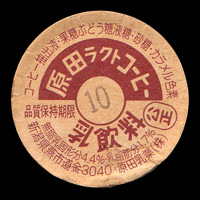 コーヒー抽出液・果糖ぶどう糖液糖・砂糖・カラメル色素
原田ラクトコーヒー
品質保持期限
10
公正
乳飲料
無脂乳固形分4.4%乳脂肪分
新潟県燕市道金3040・原田乳業(株)